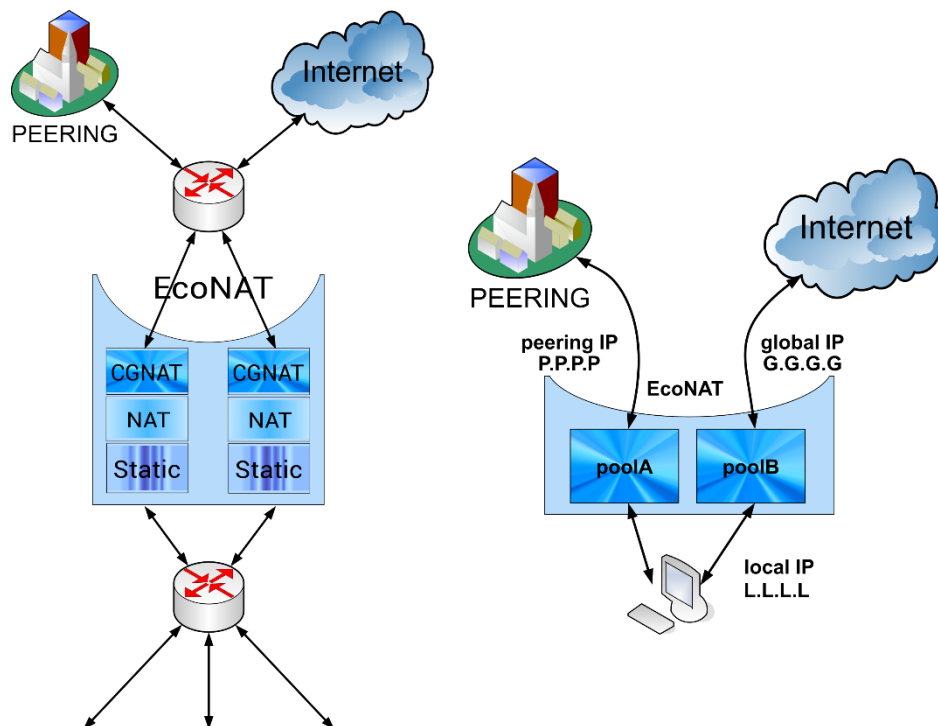 Internet
PEERING
EcoNAT
CGNAT
CGNAT
NAT
NAT
Static
Static
Internet
PEERING
peering IP
P.P.P.P
global IP
G.G.G.G
EcoNAT
poolA
poolB
local IP
L.L.L.L